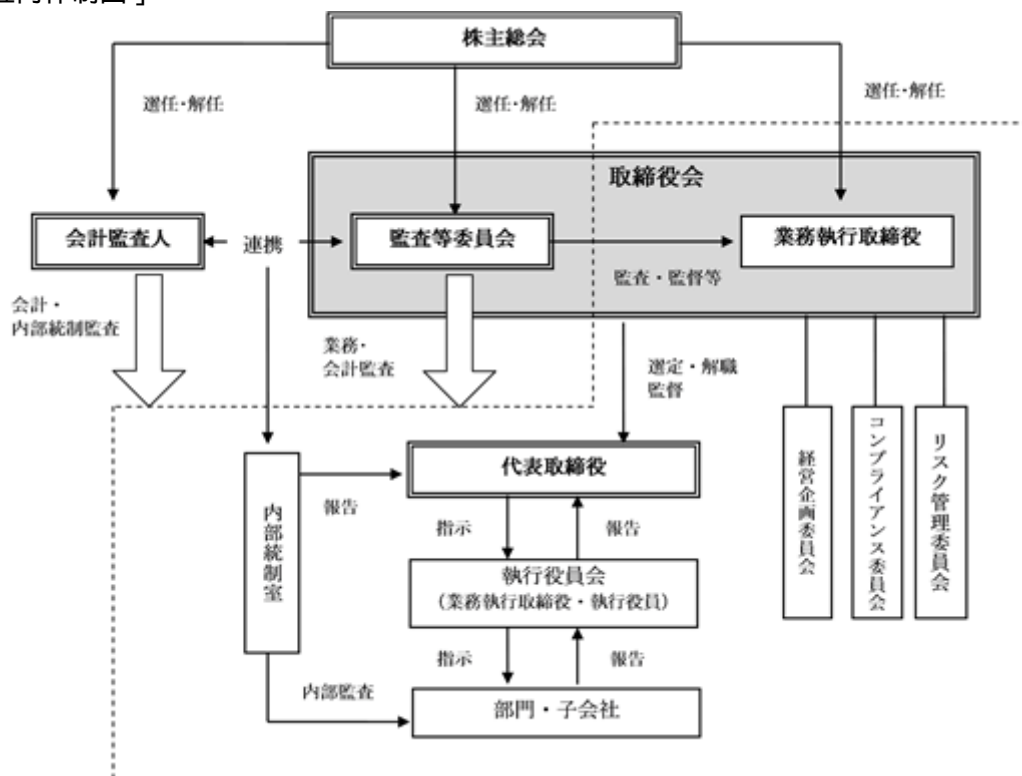 株主総会
選任・解任
選任・解任
選任・解任
取締役会
会計監査人
連携
監査等委員会
業務執行取締役
監査・監督等
会計・
内部統制監査
業務・
会計監査
選定・解職
監督
代表取締役
報告
指示
報告
内部統制室
執行役員会
(業務執行取締役・執行役員)
指示
報告
内部監査
部門・子会社
経営企画委員会
コンプライアンス委員会
リスク管理委員会